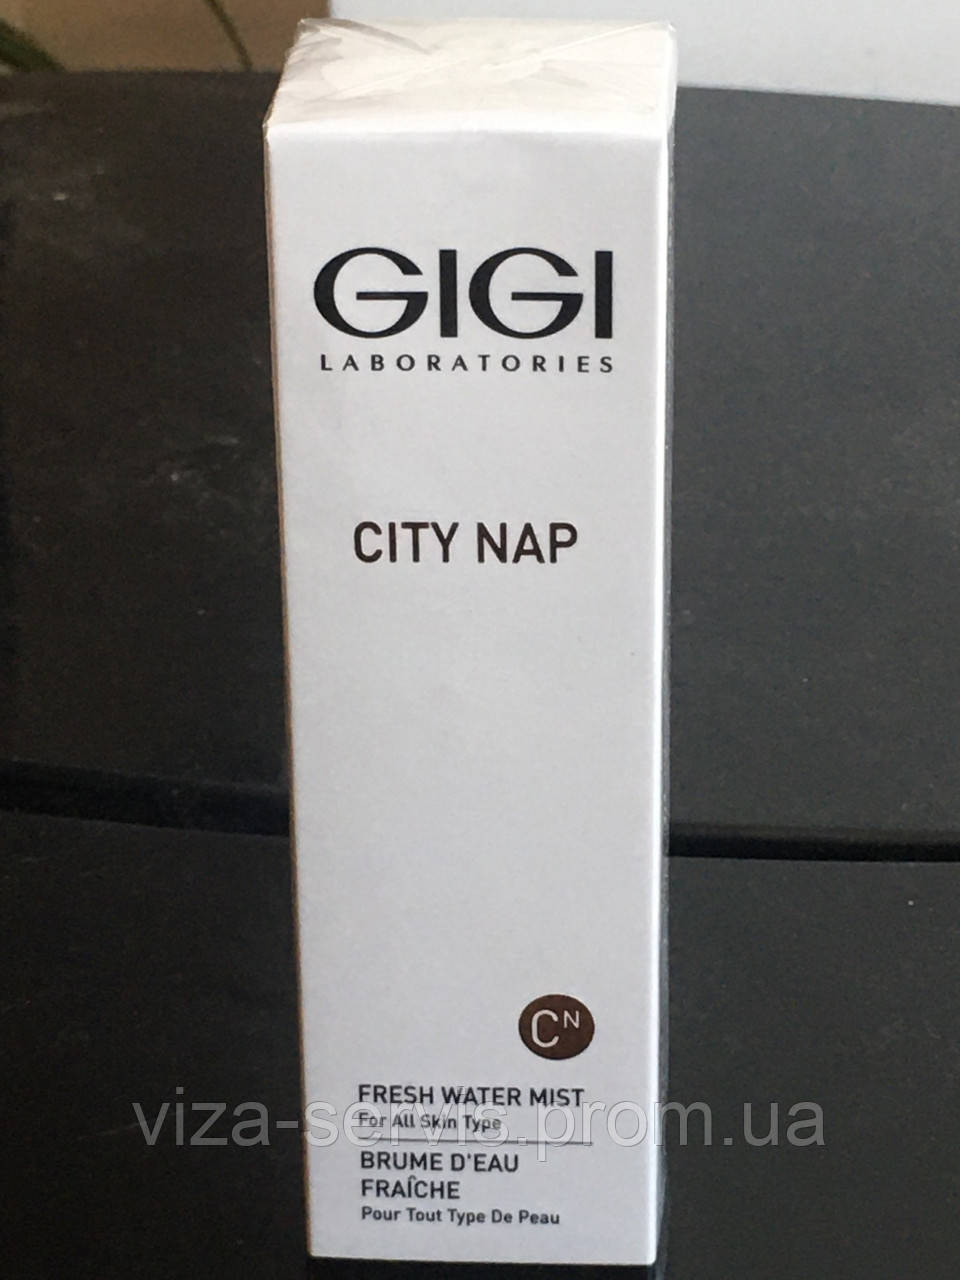 GIGI
LABORATORIES
CITY NAP
CN
FRESH WATER MIST
For All Skin Type
viza-servis.prom.ua
BRUME D'EAU
FRAÎCHE
Pour Tout Type De Peau